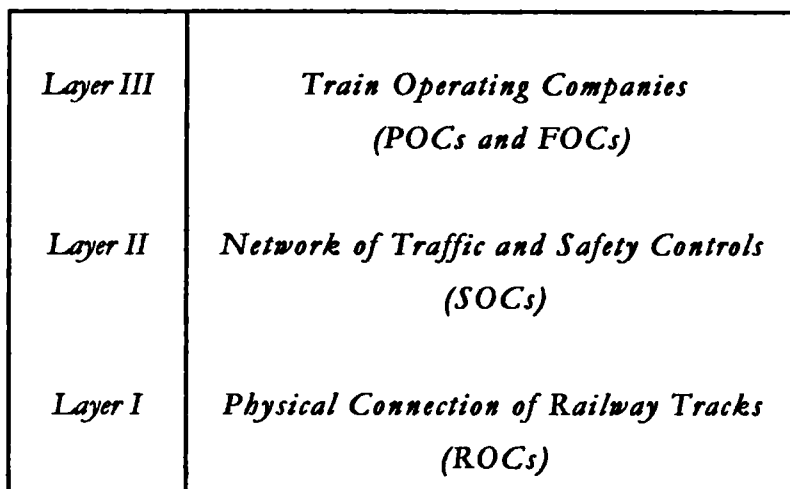 Layer III Train Operating Companies
(POCs and FOCs)
Layer II Network of Traffic and Safety Controls
(SOCs)
Layer I Physical Connection of Railway Tracks
(ROCs)